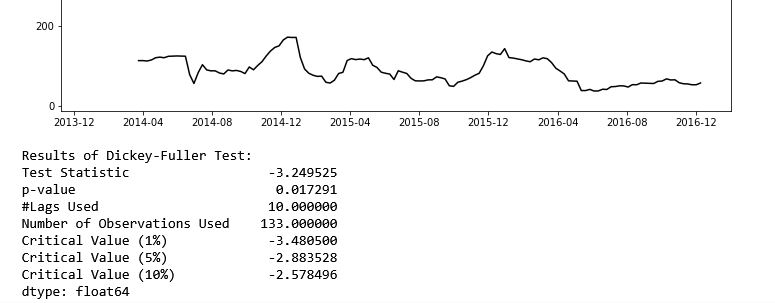 200
0
2013-12 2014-04 2014-08 2014-12 2015-04 2015-08 2015-12 2016-04 2016-08 2016-12
Results of Dickey-Fuller Test:
Test Statistic -3.249525
p-value 0.017291
#Lags Used 10.000000
Number of Observations Used 133.000000
Critical Value (1%) -3.480500
Critical Value (5%) -2.883528
Critical Value (10%) -2.578496
dtype: float64